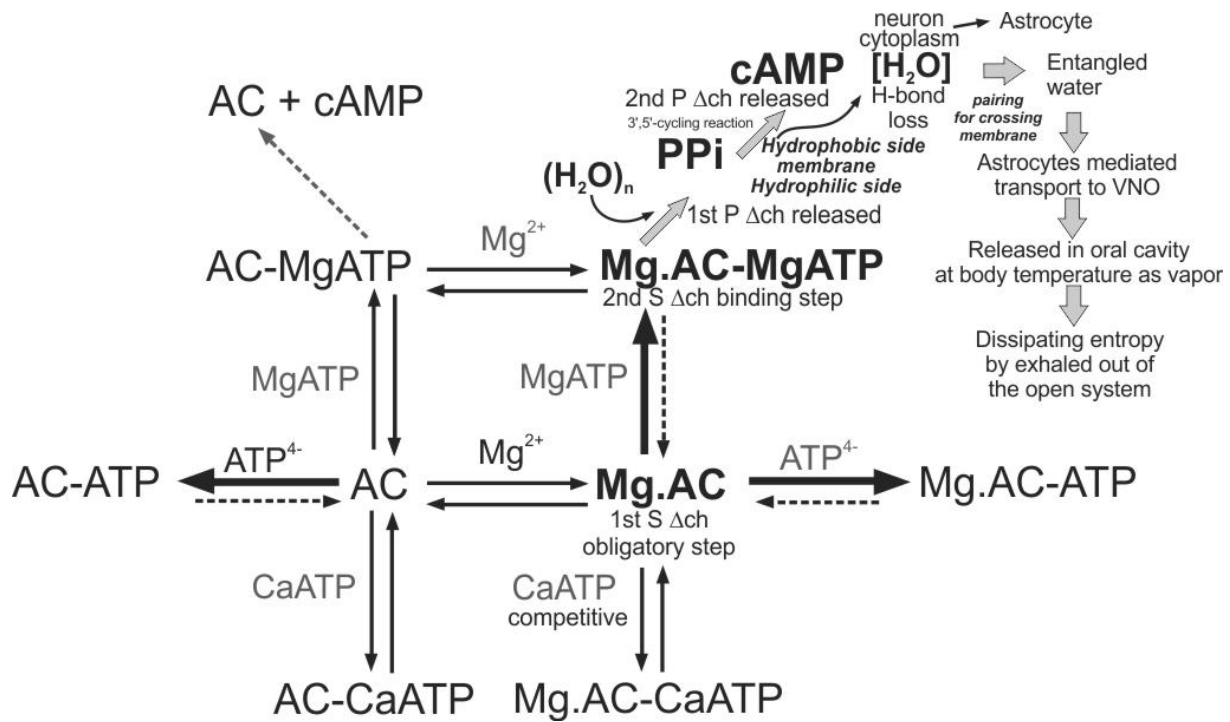 neuron
cytoplasm
Astrocyte
[H₂O]
H-bond
loss
pairing
for crossing
membrane
Entangled
water
Astrocytes mediated
transport to VNO
Released in oral cavity
at body temperature as vapor
Dissipating entropy
by exhaled out of
the open system
cAMP
2nd P Δch released
3',5'-cycling reaction
PPi
Hydrophobic side
membrane
Hydrophilic side
(H₂O)ₙ
1st P Δch released
AC + cAMP
AC-MgATP
Mg²⁺
Mg.AC-MgATP
2nd S Δch binding step
MgATP
MgATP
AC-ATP
ATP⁴⁻
AC
Mg²⁺
Mg.AC
1st S Δch
obligatory step
ATP⁴⁻
Mg.AC-ATP
CaATP
CaATP
competitive
AC-CaATP
Mg.AC-CaATP